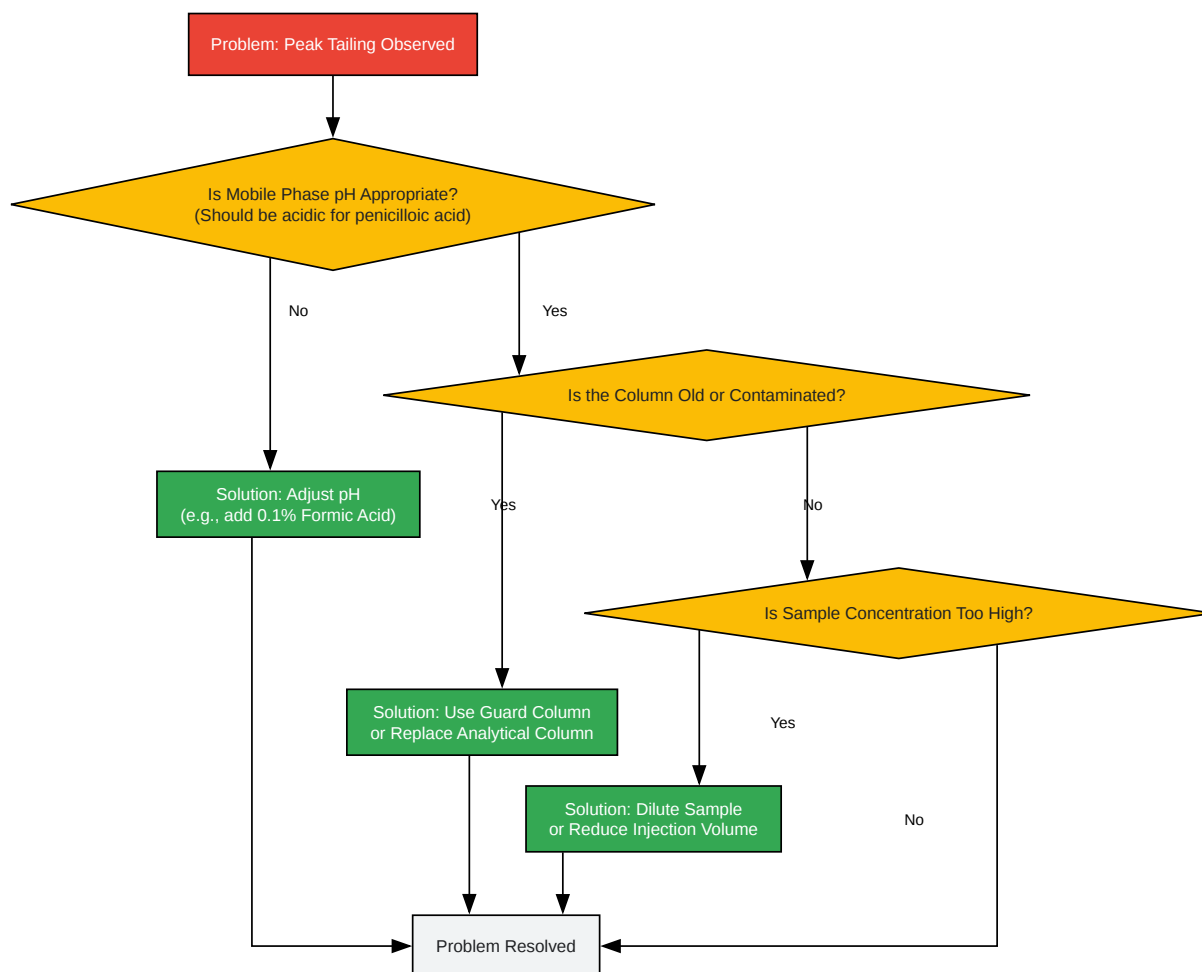 Problem: Peak Tailing Observed
Is Mobile Phase pH Appropriate?
(Should be acidic for penicilloic acid)
No
Yes
Is the Column Old or Contaminated?
Solution: Adjust pH
(e.g., add 0.1% Formic Acid)
Yes
No
Is Sample Concentration Too High?
Solution: Use Guard Column
or Replace Analytical Column
Yes
Solution: Dilute Sample
or Reduce Injection Volume
No
Problem Resolved